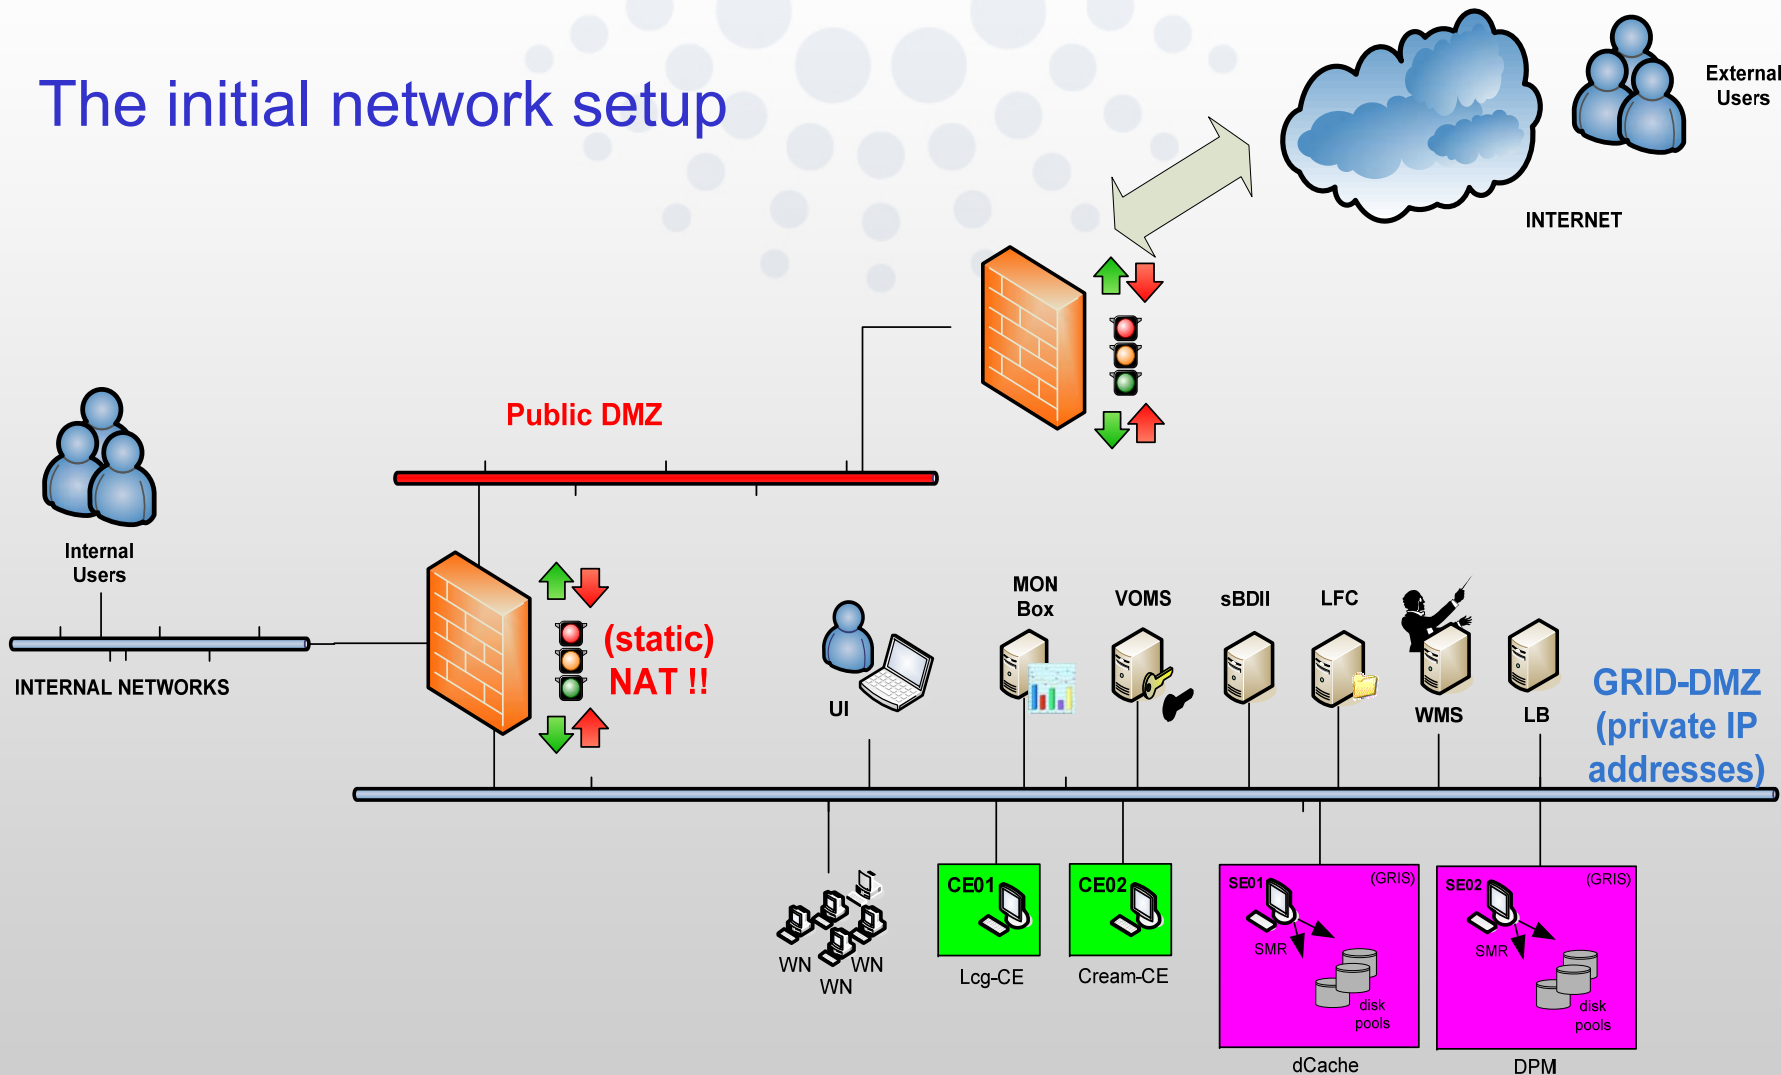 The initial network setup
External
Users
INTERNET
Public DMZ
Internal
Users
INTERNAL NETWORKS
(static)
NAT !!
UI
MON
Box
VOMS
sBDII
LFC
WMS
LB
GRID-DMZ
(private IP
addresses)
WN
WN
WN
CE01
Lcg-CE
CE02
Cream-CE
SE01
(GRIS)
SMR
disk
pools
dCache
SE02
(GRIS)
SMR
disk
pools
DPM